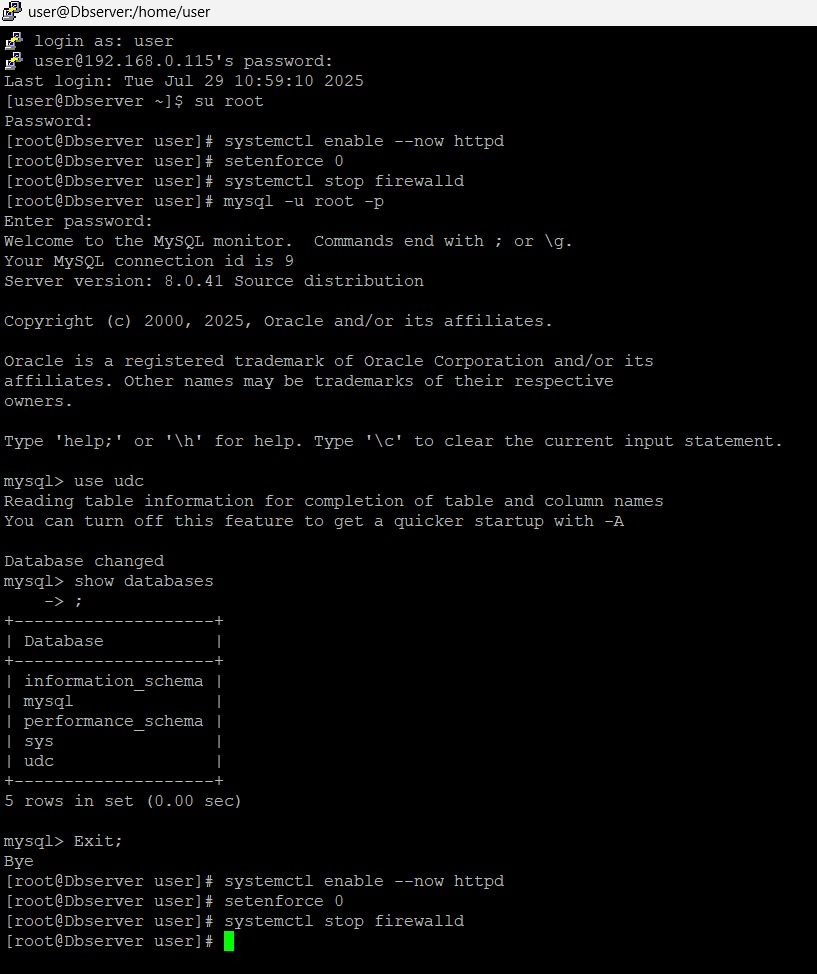 user@Dbserver:/home/user
login as: user
user@192.168.0.115's password:
Last login: Tue Jul 29 10:59:10 2025
[user@Dbserver ~]$ su root
Password:
[root@Dbserver user]# systemctl enable --now httpd
[root@Dbserver user]# setenforce 0
[root@Dbserver user]# systemctl stop firewalld
[root@Dbserver user]# mysql -u root -p
Enter password:
Welcome to the MySQL monitor.  Commands end with ; or \g.
Your MySQL connection id is 9
Server version: 8.0.41 Source distribution

Copyright (c) 2000, 2025, Oracle and/or its affiliates.

Oracle is a registered trademark of Oracle Corporation and/or its
affiliates. Other names may be trademarks of their respective
owners.

Type 'help;' or '\h' for help. Type '\c' to clear the current input statement.

mysql> use udc
Reading table information for completion of table and column names
You can turn off this feature to get a quicker startup with -A

Database changed
mysql> show databases
    -> ;
+--------------------+
| Database           |
+--------------------+
| information_schema |
| mysql              |
| performance_schema |
| sys                |
| udc                |
+--------------------+
5 rows in set (0.00 sec)

mysql> Exit;
Bye
[root@Dbserver user]# systemctl enable --now httpd
[root@Dbserver user]# setenforce 0
[root@Dbserver user]# systemctl stop firewalld
[root@Dbserver user]#